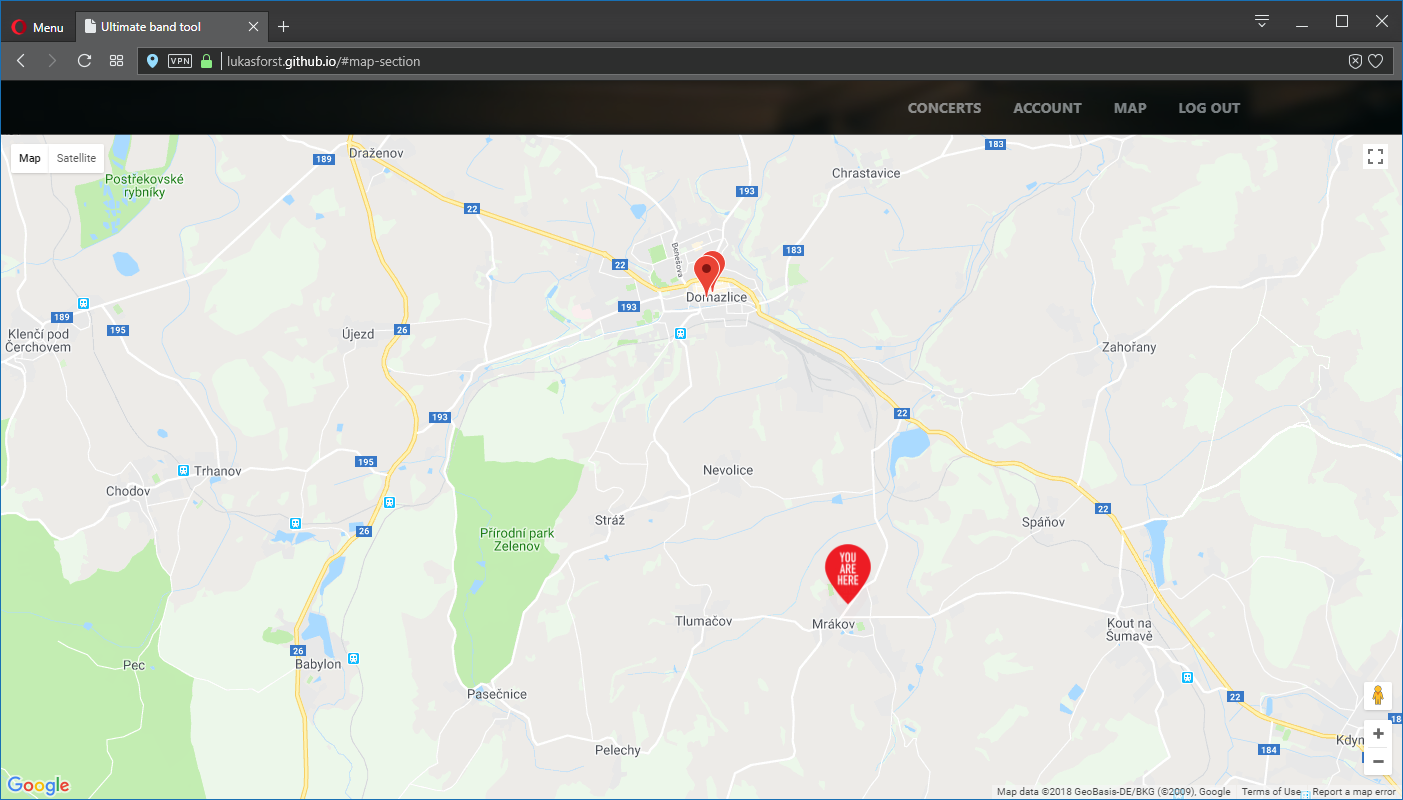 Menu
Ultimate band tool
VPN
lukasforst.github.io/#map-section
CONCERTS ACCOUNT MAP LOG OUT
Map Satellite
189
Draženov
183
Chrastavice
Postřekovské
rybníky
193
22
Benešova
183
22
Domažlice
189
193
195
26
Klenčí pod
Čerchovem
Újezd
Zahořany
193
22
195
Trhanov
Nevolice
Chodov
22
Stráž
Spáňov
26
Přírodní park
Zelenov
YOU
ARE
HERE
Tlumačov
Mrákov
Kout na
Šumavě
26
Babylon
Pec
Pasečnice
22
Pelechy
184
Kdyn
Google
Map data ©2018 GeoBasis-DE/BKG (©2009), Google Terms of Use Report a map error